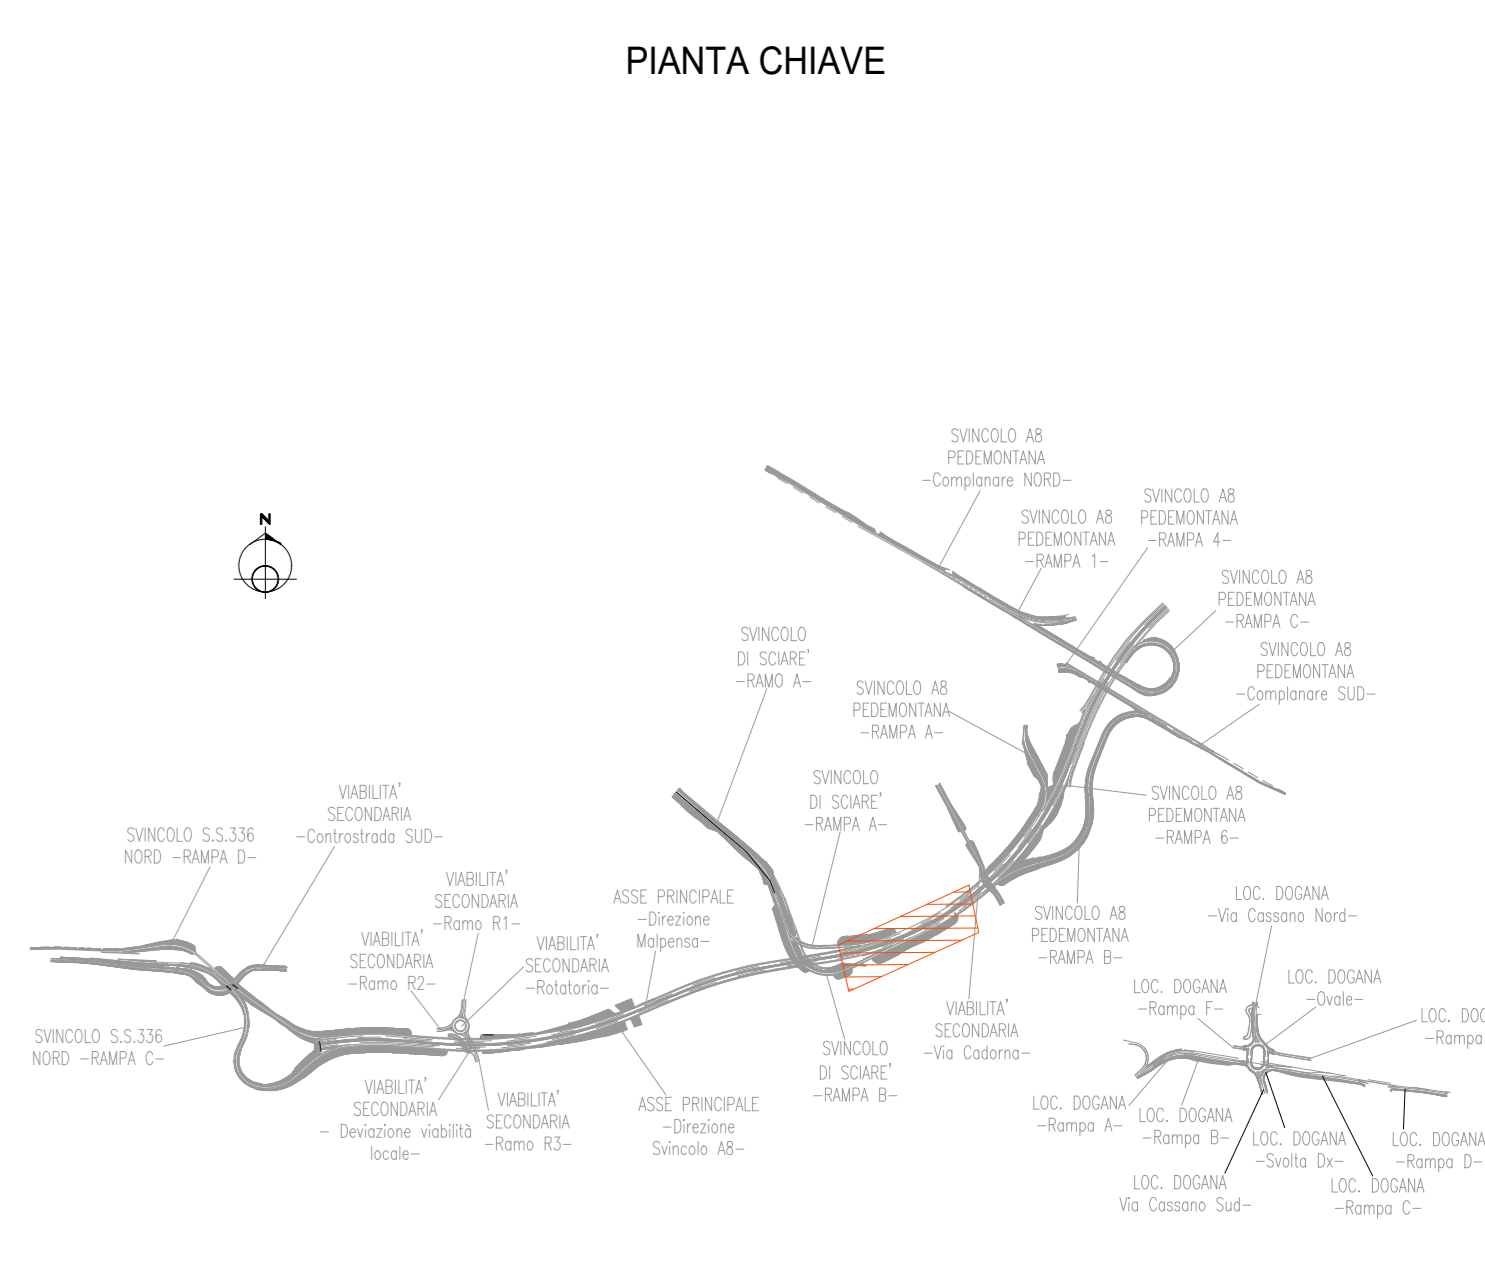 PIANTA CHIAVE
SVINCOLO A8
PEDEMONTANA
-Complanare NORD-
SVINCOLO A8
PEDEMONTANA
-RAMPA 4-
SVINCOLO A8
PEDEMONTANA
-RAMPA 1-
N
SVINCOLO A8
PEDEMONTANA
-RAMPA C-
SVINCOLO
DI SCIARE'
-RAMO A-
SVINCOLO A8
PEDEMONTANA
-Complanare SUD-
SVINCOLO A8
PEDEMONTANA
-RAMPA A-
SVINCOLO
DI SCIARE'
-RAMPA A-
VIABILITA'
SECONDARIA
-Controstrada SUD-
SVINCOLO A8
PEDEMONTANA
-RAMPA 6-
SVINCOLO S.S.336
NORD -RAMPA D-
VIABILITA'
SECONDARIA
-Ramo R1-
ASSE PRINCIPALE
-Direzione
Malpensa-
LOC. DOGANA
-Via Cassano Nord-
SVINCOLO A8
PEDEMONTANA
-RAMPA B-
VIABILITA'
SECONDARIA
-Ramo R2-
VIABILITA'
SECONDARIA
-Rotatoria-
LOC. DOGANA
-Ovale-
LOC. DOGANA
-Rampa F-
VIABILITA'
SECONDARIA
-Via Cadorna-
LOC. DOG
-Rampa
SVINCOLO S.S.336
NORD -RAMPA C-
SVINCOLO
DI SCIARE'
-RAMPA B-
VIABILITA'
SECONDARIA
- Deviazione viabilità
locale-
VIABILITA'
SECONDARIA
-Ramo R3-
ASSE PRINCIPALE
-Direzione
Svincolo A8-
LOC. DOGANA
-Rampa A-
LOC. DOGANA
-Rampa B-
LOC. DOGANA
-Svolta Dx-
LOC. DOGANA
-Rampa D-
LOC. DOGANA
Via Cassano Sud-
LOC. DOGANA
-Rampa C-